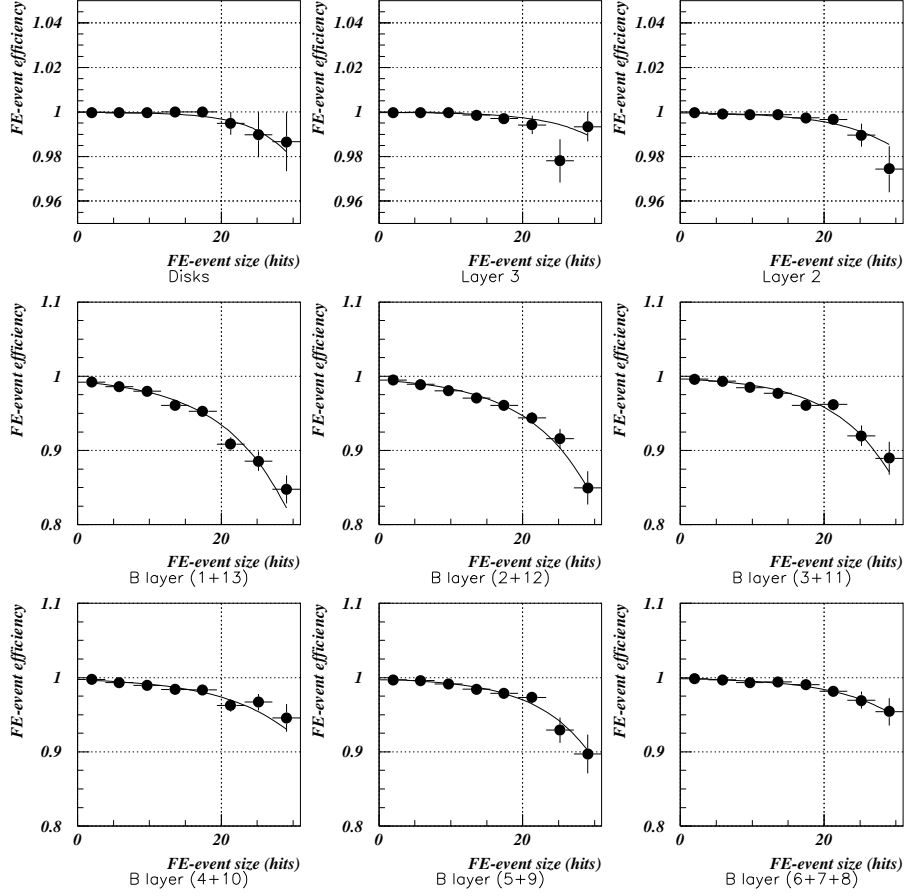 FE-event efficiency
1.04
1.02
1
0.98
0.96
0 20
FE-event size (hits)
Disks
FE-event efficiency
1.04
1.02
1
0.98
0.96
0 20
FE-event size (hits)
Layer 3
FE-event efficiency
1.04
1.02
1
0.98
0.96
0 20
FE-event size (hits)
Layer 2
FE-event efficiency
1.1
1
0.9
0.8
0 20
FE-event size (hits)
B layer (1+13)
FE-event efficiency
1.1
1
0.9
0.8
0 20
FE-event size (hits)
B layer (2+12)
FE-event efficiency
1.1
1
0.9
0.8
0 20
FE-event size (hits)
B layer (3+11)
FE-event efficiency
1.1
1
0.9
0.8
0 20
FE-event size (hits)
B layer (4+10)
FE-event efficiency
1.1
1
0.9
0.8
0 20
FE-event size (hits)
B layer (5+9)
FE-event efficiency
1.1
1
0.9
0.8
0 20
FE-event size (hits)
B layer (6+7+8)